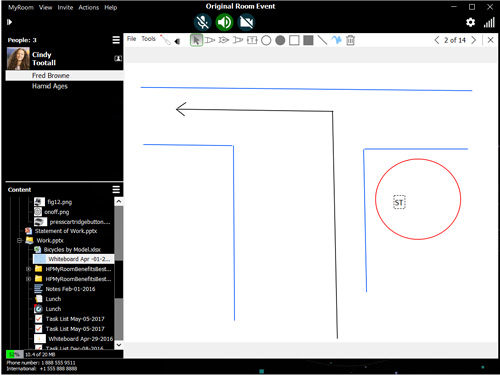 MyRoom View Invite Actions Help
Original Room Event
People: 3
Cindy
Tootall
Fred Browne
Hamid Ages
File Tools
2 of 14
ST
Content
fig12.png
onoff.png
presscartridgebutton....
Statement of Work.pptx
Work.pptx
Bicycles by Model.xlsx
Whiteboard Apr -01-2...
HPMyRoomBenefitsBest...
HPMyRoomBenefitsBest...
Notes Feb-01-2016
Lunch
Lunch
Task List May-05-2017
Task List May-05-2017
Whiteboard Apr-29-2016
Task List Dec-08-2016
52%
10.4 of 20 MB
Phone number: 1 888 555 9511
International: +1 555 888 8888